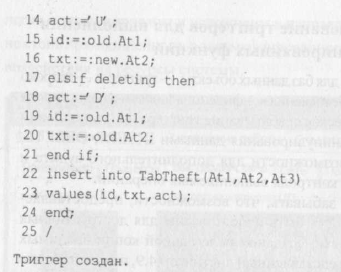 14 act:='U';
15 id:=:old.At1;
16 txt:=:new.At2;
17 elsif deleting then
18 act:='D';
19 id:=:old.At1;
20 txt:=:old.At2;
21 end if;
22 insert into TabTheft(At1,At2,At3)
23 values(id,txt,act);
24 end;
25 /
Триггер создан.